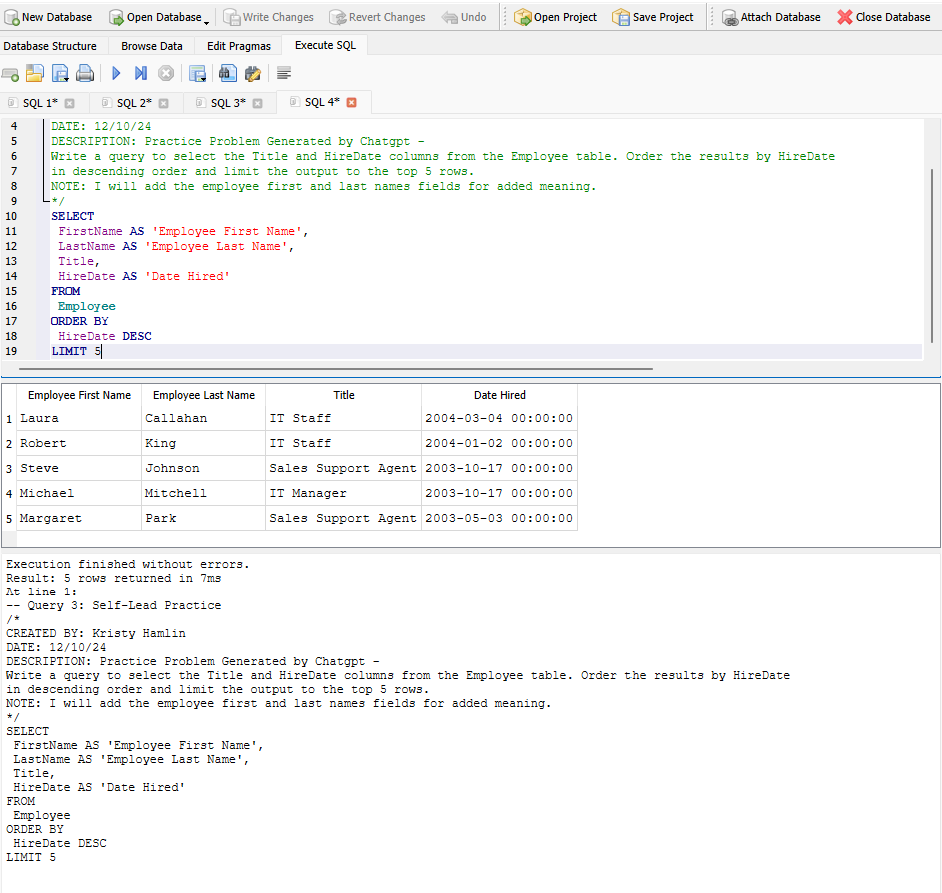 New Database Open Database Write Changes Revert Changes Undo Open Project Save Project Attach Database Close Database
Database Structure Browse Data Edit Pragmas Execute SQL
SQL 1* SQL 2* SQL 3* SQL 4*
4 DATE: 12/10/24
5 DESCRIPTION: Practice Problem Generated by Chatgpt -
6 Write a query to select the Title and HireDate columns from the Employee table. Order the results by HireDate
7 in descending order and limit the output to the top 5 rows.
8 NOTE: I will add the employee first and last names fields for added meaning.
9 */
10 SELECT
11 FirstName AS 'Employee First Name',
12 LastName AS 'Employee Last Name',
13 Title,
14 HireDate AS 'Date Hired'
15 FROM
16 Employee
17 ORDER BY
18 HireDate DESC
19 LIMIT 5
Employee First Name Employee Last Name Title Date Hired
1 Laura Callahan IT Staff 2004-03-04 00:00:00
2 Robert King IT Staff 2004-01-02 00:00:00
3 Steve Johnson Sales Support Agent 2003-10-17 00:00:00
4 Michael Mitchell IT Manager 2003-10-17 00:00:00
5 Margaret Park Sales Support Agent 2003-05-03 00:00:00
Execution finished without errors.
Result: 5 rows returned in 7ms
At line 1:
-- Query 3: Self-Lead Practice
/*
CREATED BY: Kristy Hamlin
DATE: 12/10/24
DESCRIPTION: Practice Problem Generated by Chatgpt -
Write a query to select the Title and HireDate columns from the Employee table. Order the results by HireDate
in descending order and limit the output to the top 5 rows.
NOTE: I will add the employee first and last names fields for added meaning.
*/
SELECT
FirstName AS 'Employee First Name',
LastName AS 'Employee Last Name',
Title,
HireDate AS 'Date Hired'
FROM
Employee
ORDER BY
HireDate DESC
LIMIT 5